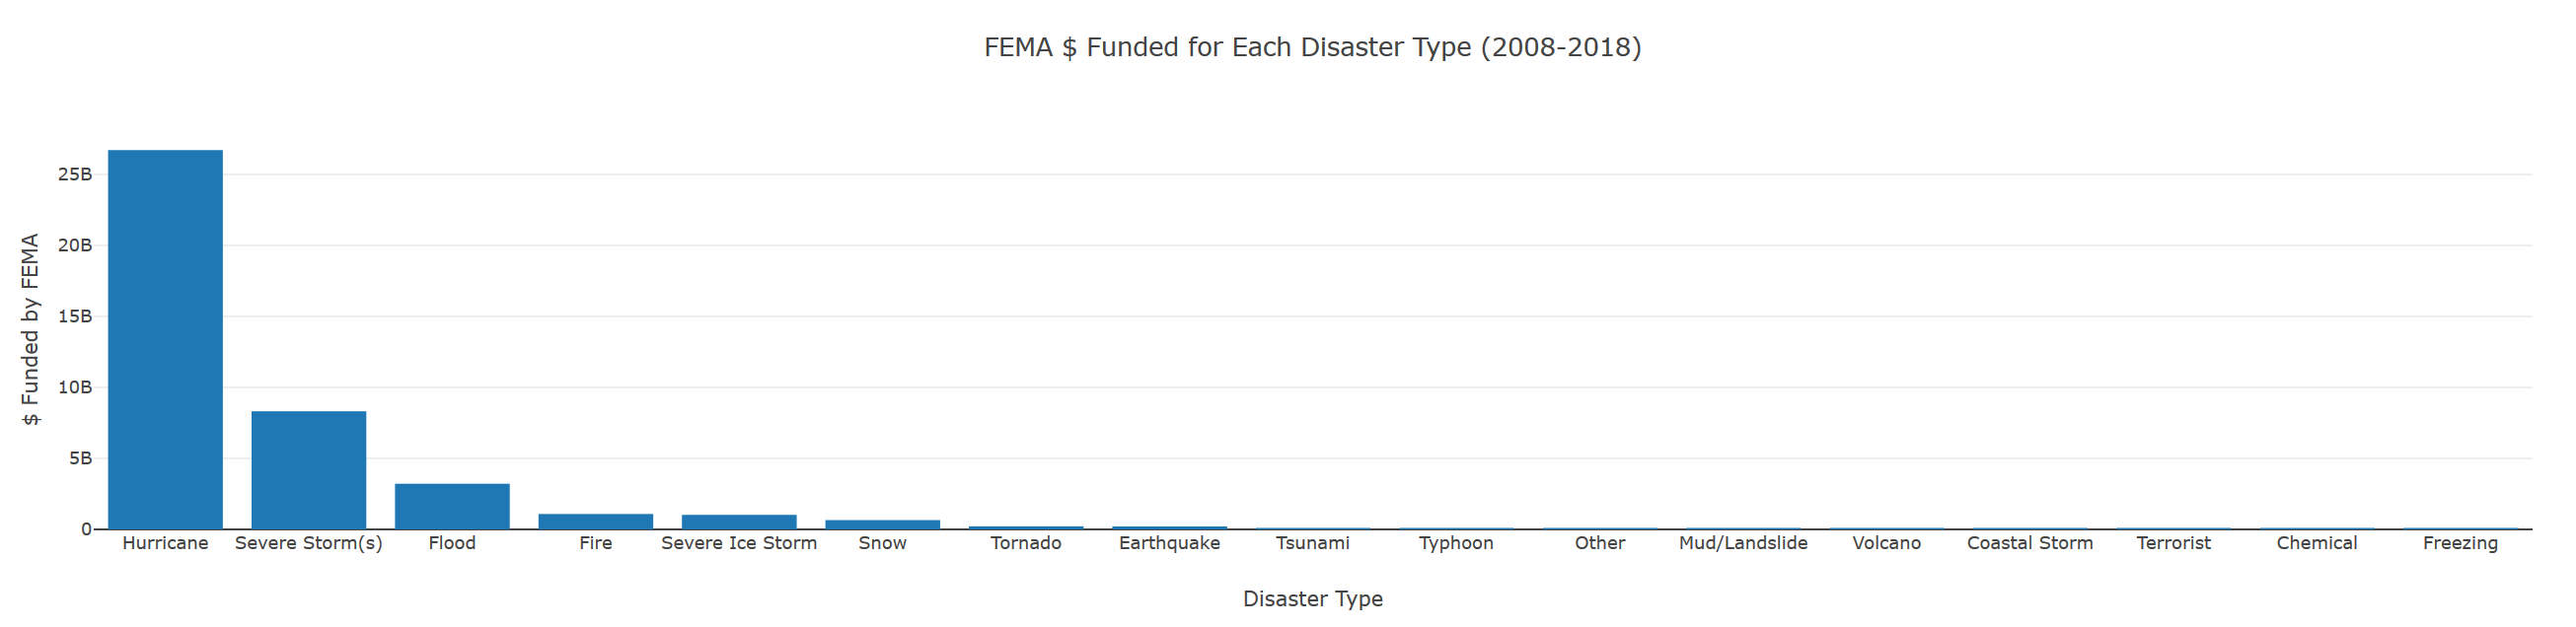 FEMA $ Funded for Each Disaster Type (2008-2018)
$ Funded by FEMA
25B
20B
15B
10B
5B
0
Hurricane Severe Storm(s) Flood Fire Severe Ice Storm Snow Tornado Earthquake Tsunami Typhoon Other Mud/Landslide Volcano Coastal Storm Terrorist Chemical Freezing
Disaster Type